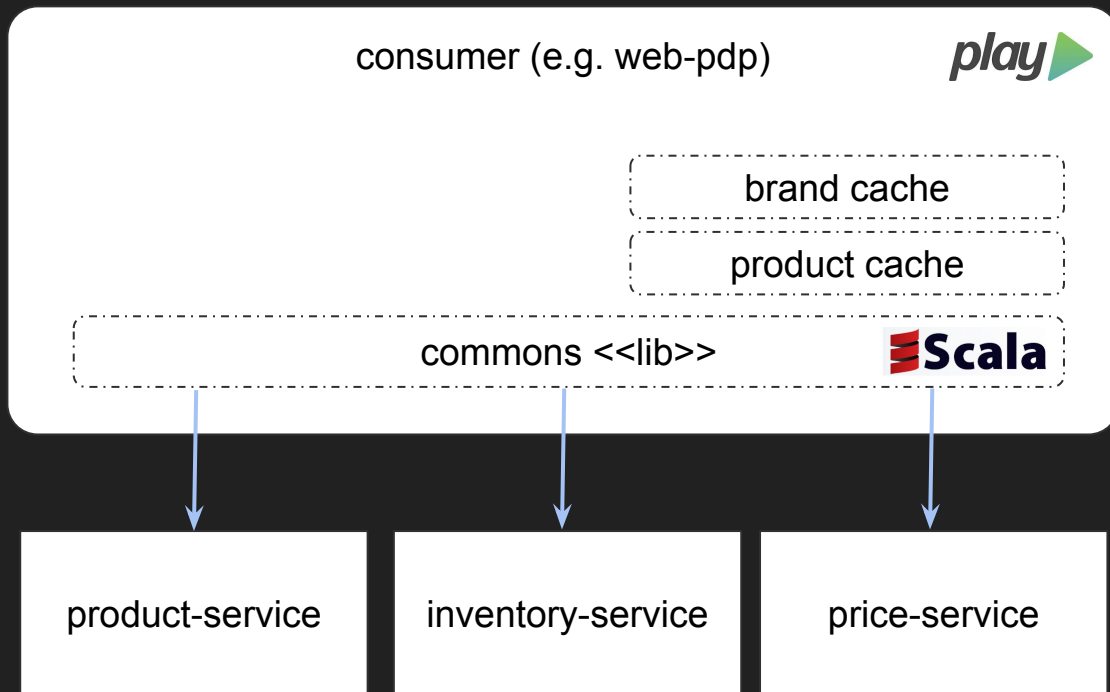 consumer (e.g. web-pdp)
play
brand cache
product cache
commons <<lib>>
Scala
product-service
inventory-service
price-service